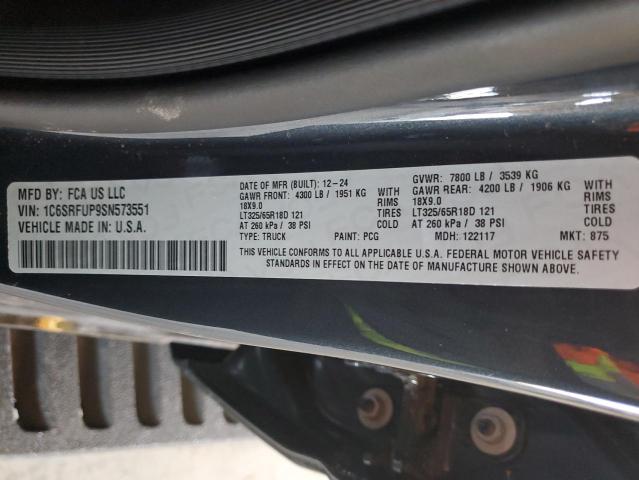 MFD BY: FCA US LLC
VIN: 1C6SRFUP9SN573551
VEHICLE MADE IN: U.S.A.
DATE OF MFR (BUILT): 12-24 GVWR: 7800 LB / 3539 KG
GAWR FRONT: 4300 LB / 1951 KG WITH GAWR REAR: 4200 LB / 1906 KG WITH
18X9.0 RIMS 18X9.0 RIMS
LT325/65R18D 121 TIRES LT325/65R18D 121 TIRES
AT 260 kPa / 38 PSI COLD AT 260 kPa / 38 PSI COLD
TYPE: TRUCK PAINT: PCG MDH: 122117 MKT: 875
THIS VEHICLE CONFORMS TO ALL APPLICABLE U.S.A. FEDERAL MOTOR VEHICLE SAFETY
STANDARDS IN EFFECT ON THE DATE OF MANUFACTURE SHOWN ABOVE.